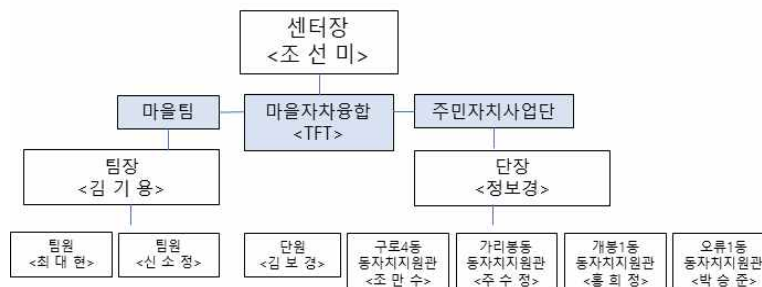 센터장
<조 선 미>
마을팀
마을자차융합
<TFT>
주민자치사업단
팀장
<김 기 용>
단장
<정보경>
팀원
<최 대 현>
팀원
<신 소 정>
단원
<김 보 경>
구로4동
동자치지원관
<조 만 수>
가리봉동
동자치지원관
<주 수 정>
개봉1동
동자치지원관
<홍 희 정>
오류1동
동자치지원관
<박 승 준>